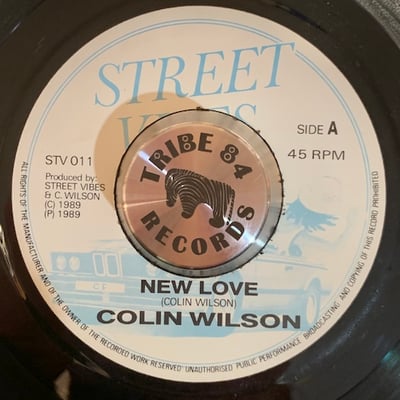 STREET
VIBES
SIDE A
STV 011
45 RPM
Produced by:
STREET VIBES
& C. WILSON
(C) 1989
(P) 1989
TRIBE 84
RECORDS
NEW LOVE
(COLIN WILSON)
COLIN WILSON
ALL RIGHTS OF THE MANUFACTURER AND OF THE OWNER OF THE RECORDED WORK RESERVED UNAUTHORISED PUBLIC PERFORMANCE BROADCASTING AND COPYING OF THIS RECORD PROHIBITED